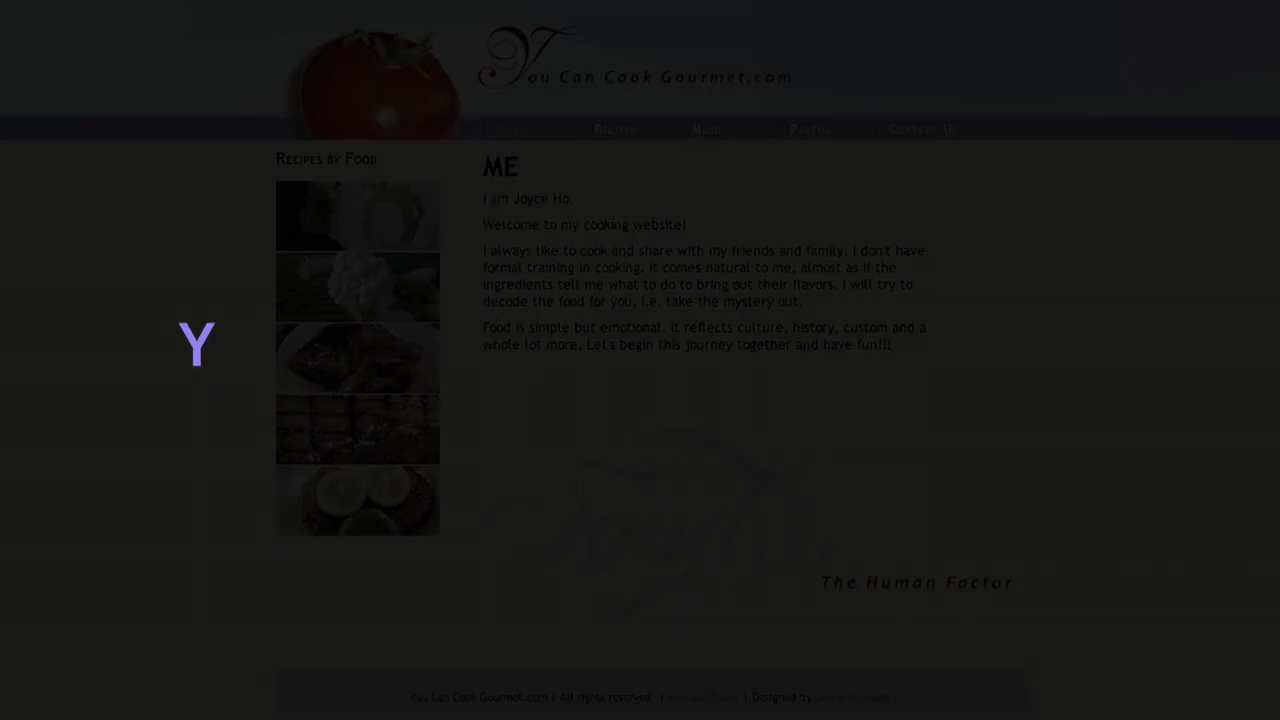 You Can Cook Gourmet.com
Recipes Menu Pantry Contact Us
Recipes by Food
ME
I am Joyce Ho.
Welcome to my cooking website!
I always like to cook and share with my friends and family. I don't have
formal training in cooking. It comes natural to me, almost as if the
ingredients tell me what to do to bring out their flavors. I will try to
decode the food for you, i.e. take the mystery out.
Food is simple but emotional. It reflects culture, history, custom and a
whole lot more. Let's begin this journey together and have fun!!!
Y
Food
The Human Factor
You Can Cook Gourmet.com | All rights reserved | Privacy Policy | Designed by